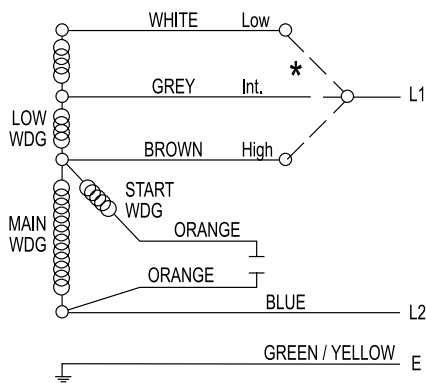 WHITE Low
*
GREY Int. L1
LOW
WDG
BROWN High
START
WDG
MAIN
WDG
ORANGE
ORANGE
BLUE L2
GREEN / YELLOW E